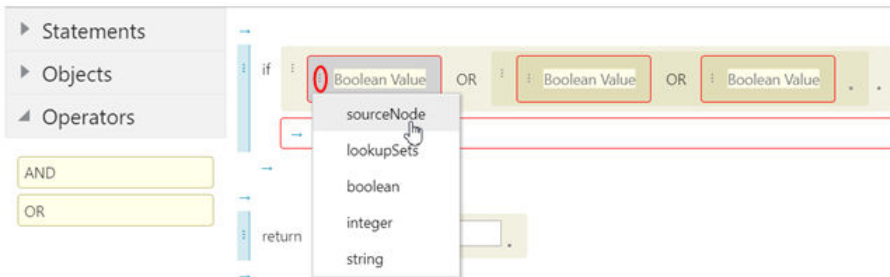 Statements
Objects
Operators
AND
OR
if Boolean Value OR Boolean Value OR Boolean Value . .
sourceNode
lookupSets
boolean
integer
string
return .